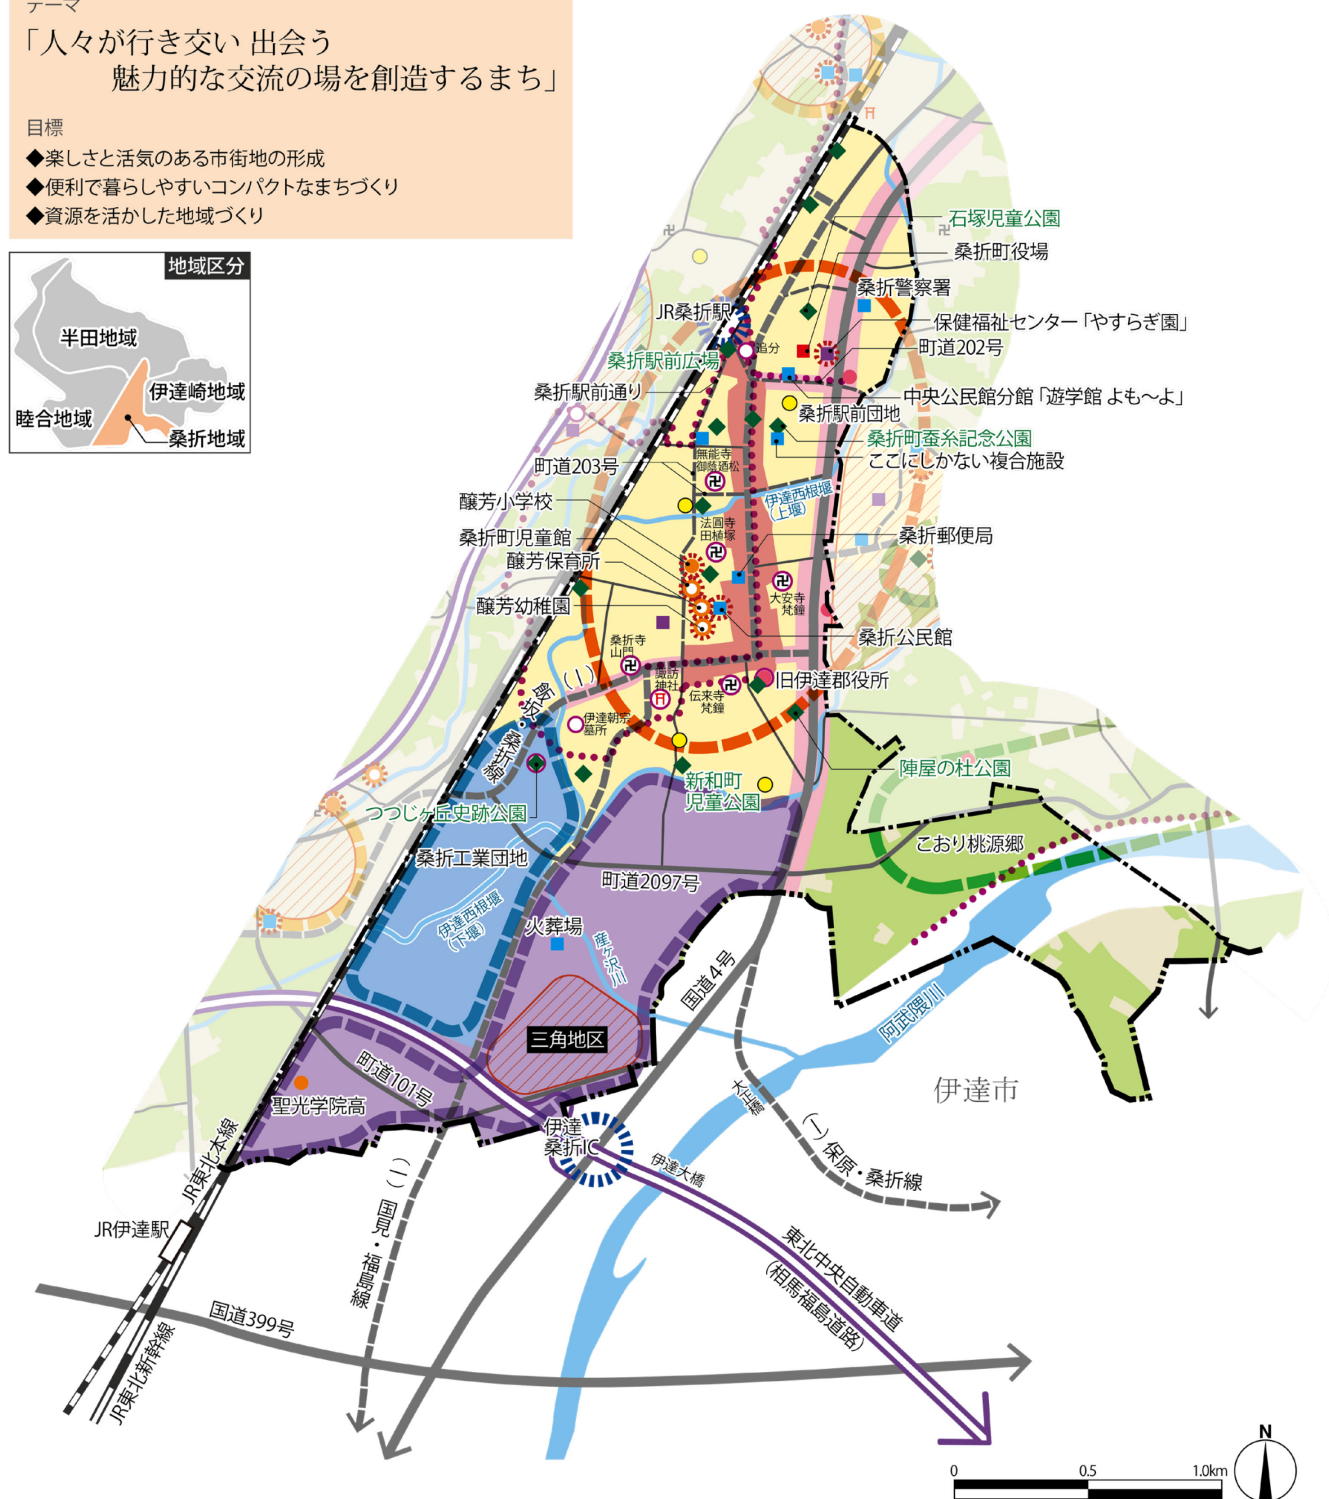 テーマ
「人々が行き交い 出会う
魅力的な交流の場を創造するまち」
目標
◆楽しさと活気のある市街地の形成
◆便利で暮らしやすいコンパクトなまちづくり
◆資源を活かした地域づくり
地域区分
半田地域
伊達崎地域
睦合地域
桑折地域
石塚児童公園
桑折町役場
桑折警察署
JR桑折駅
保健福祉センター「やすらぎ園」
町道202号
追分
桑折駅前広場
桑折駅前通り
中央公民館分館「遊学館 よも～よ」
桑折駅前団地
桑折町蚕糸記念公園
ここにしかない複合施設
無能寺
御蔭廼松
町道203号
伊達西根堰
（上堰）
醸芳小学校
法圓寺
田植塚
桑折町児童館
桑折郵便局
醸芳保育所
大安寺
梵鐘
醸芳幼稚園
桑折公民館
桑折寺
山門
諏訪
神社
伝来寺
梵鐘
旧伊達郡役所
(一)
飯坂・桑折線
伊達朝宗
墓所
陣屋の杜公園
新和町
児童公園
つつじヶ丘史跡公園
こおり桃源郷
桑折工業団地
町道2097号
伊達西根堰
（下堰）
火葬場
産ヶ沢川
国道4号
阿武隈川
三角地区
町道101号
聖光学院高
大正橋
伊達市
伊達
桑折IC
(一)保原・桑折線
伊達大橋
JR東北本線
(一)国見・福島線
JR伊達駅
東北中央自動車道
（相馬福島道路）
国道399号
JR東北新幹線
N
0 0.5 1.0km